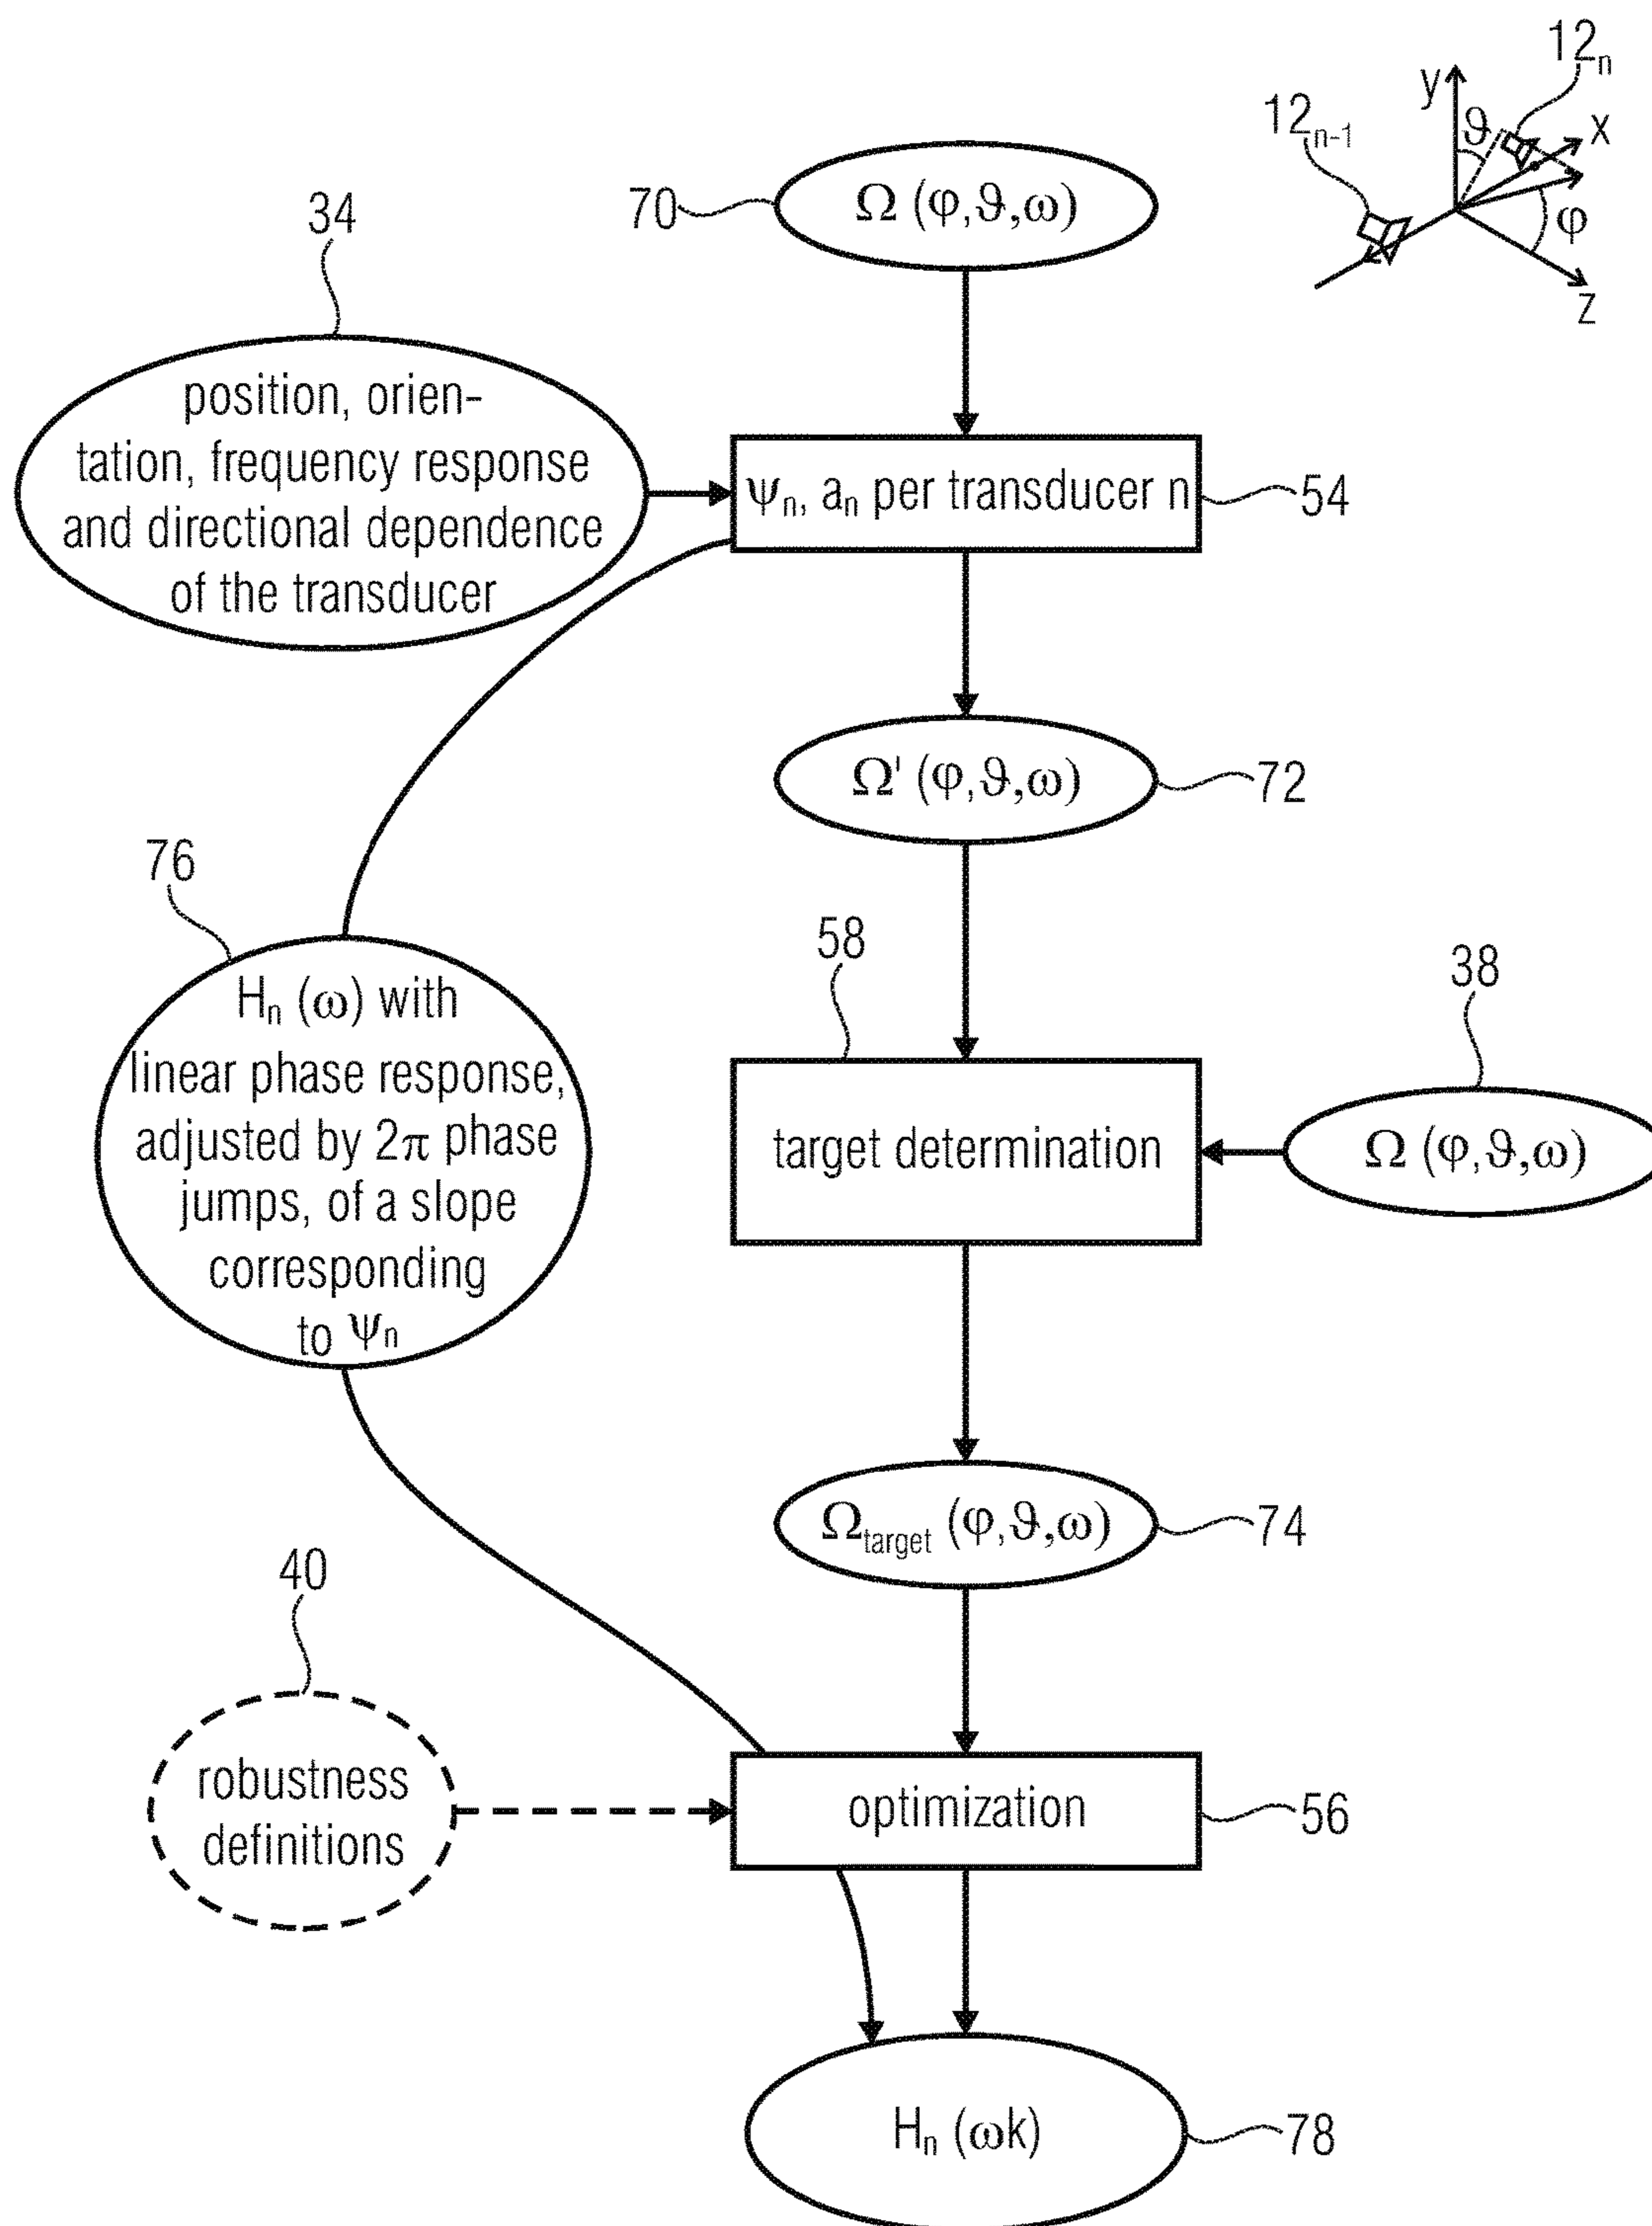 12ₙ
y
ϑ
x
12ₙ₋₁
φ
z
70
Ω (φ,ϑ,ω)
34
position, orien-
tation, frequency response
and directional dependence
of the transducer
ψₙ, aₙ per transducer n
54
Ω' (φ,ϑ,ω)
72
76
Hₙ (ω) with
linear phase response,
adjusted by 2π phase
jumps, of a slope
corresponding
to ψₙ
58
target determination
38
Ω (φ,ϑ,ω)
Ωtarget (φ,ϑ,ω)
74
40
robustness
definitions
optimization
56
Hₙ (ωk)
78